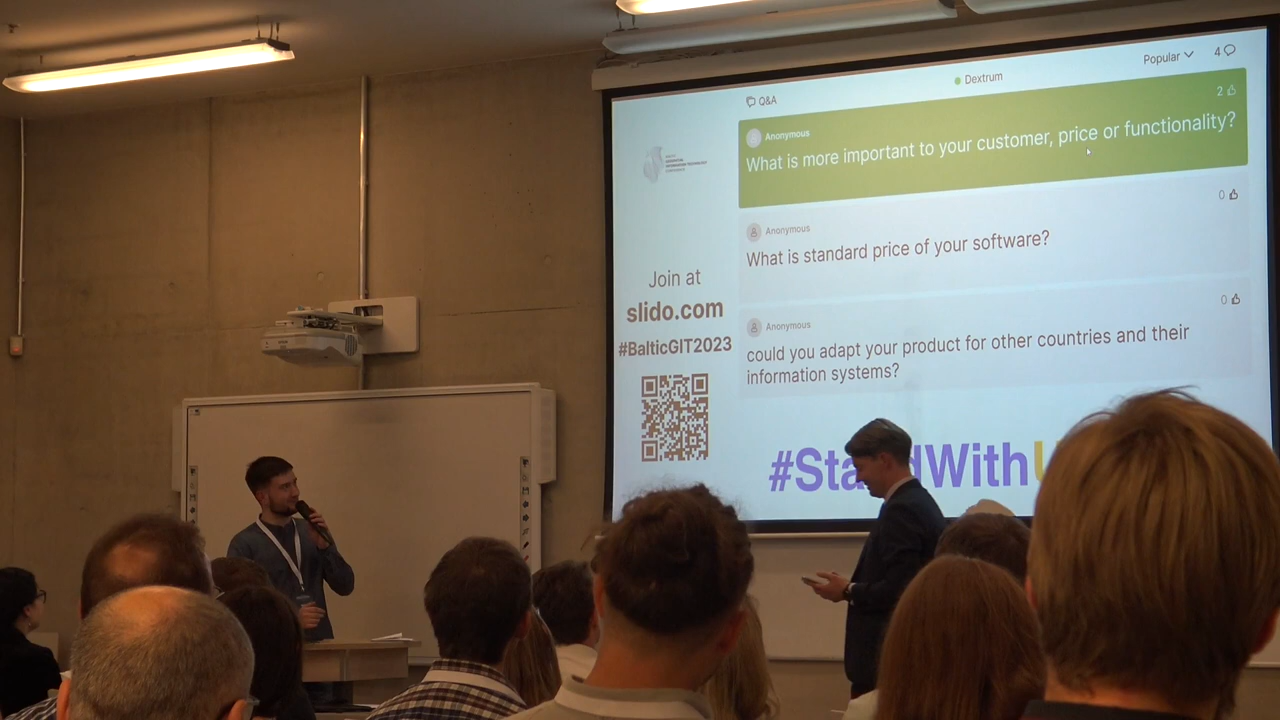 Popular
4
Dextrum
Q&A
2
Anonymous
What is more important to your customer, price or functionality?
0
Anonymous
What is standard price of your software?
0
Anonymous
could you adapt your product for other countries and their
information systems?
Join at
slido.com
#BalticGIT2023
#StandWithU